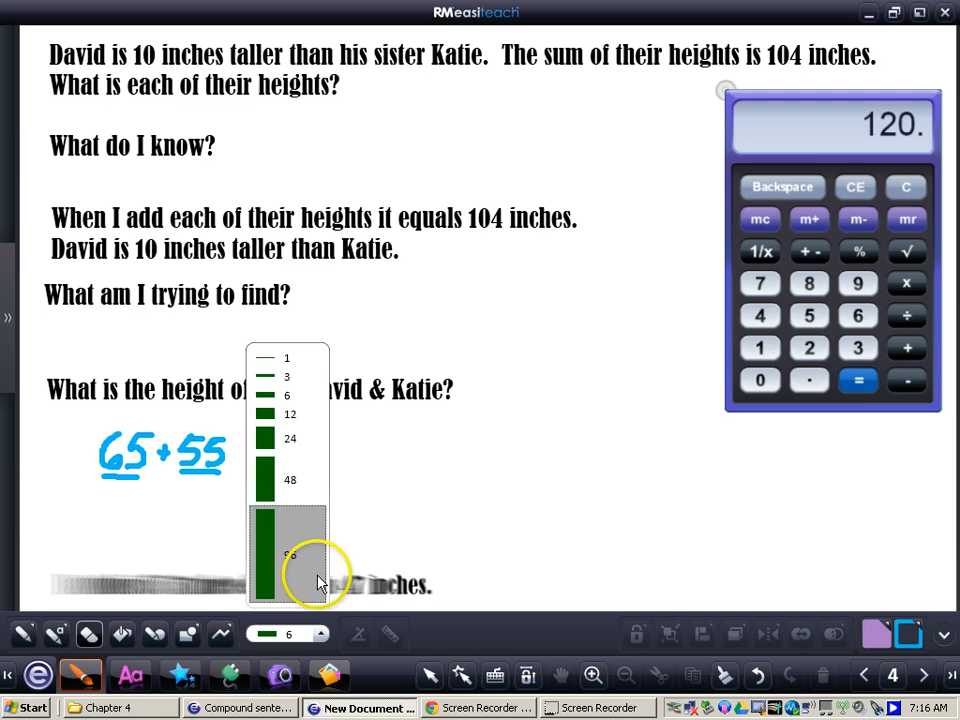 RMeasiteach
David is 10 inches taller than his sister Katie. The sum of their heights is 104 inches.
What is each of their heights?
120.
What do I know?
Backspace CE C
mc m+ m- mr
1/x + - % √
7 8 9 x
4 5 6 ÷
1 2 3 +
0 . = -
When I add each of their heights it equals 104 inches.
David is 10 inches taller than Katie.
What am I trying to find?
1
3
6
12
24
48
96
What is the height of vid & Katie?
65+55
inches.
6
Aa
4
Start Chapter 4 Compound sente... New Document ... Screen Recorder ... Screen Recorder 7:16 AM